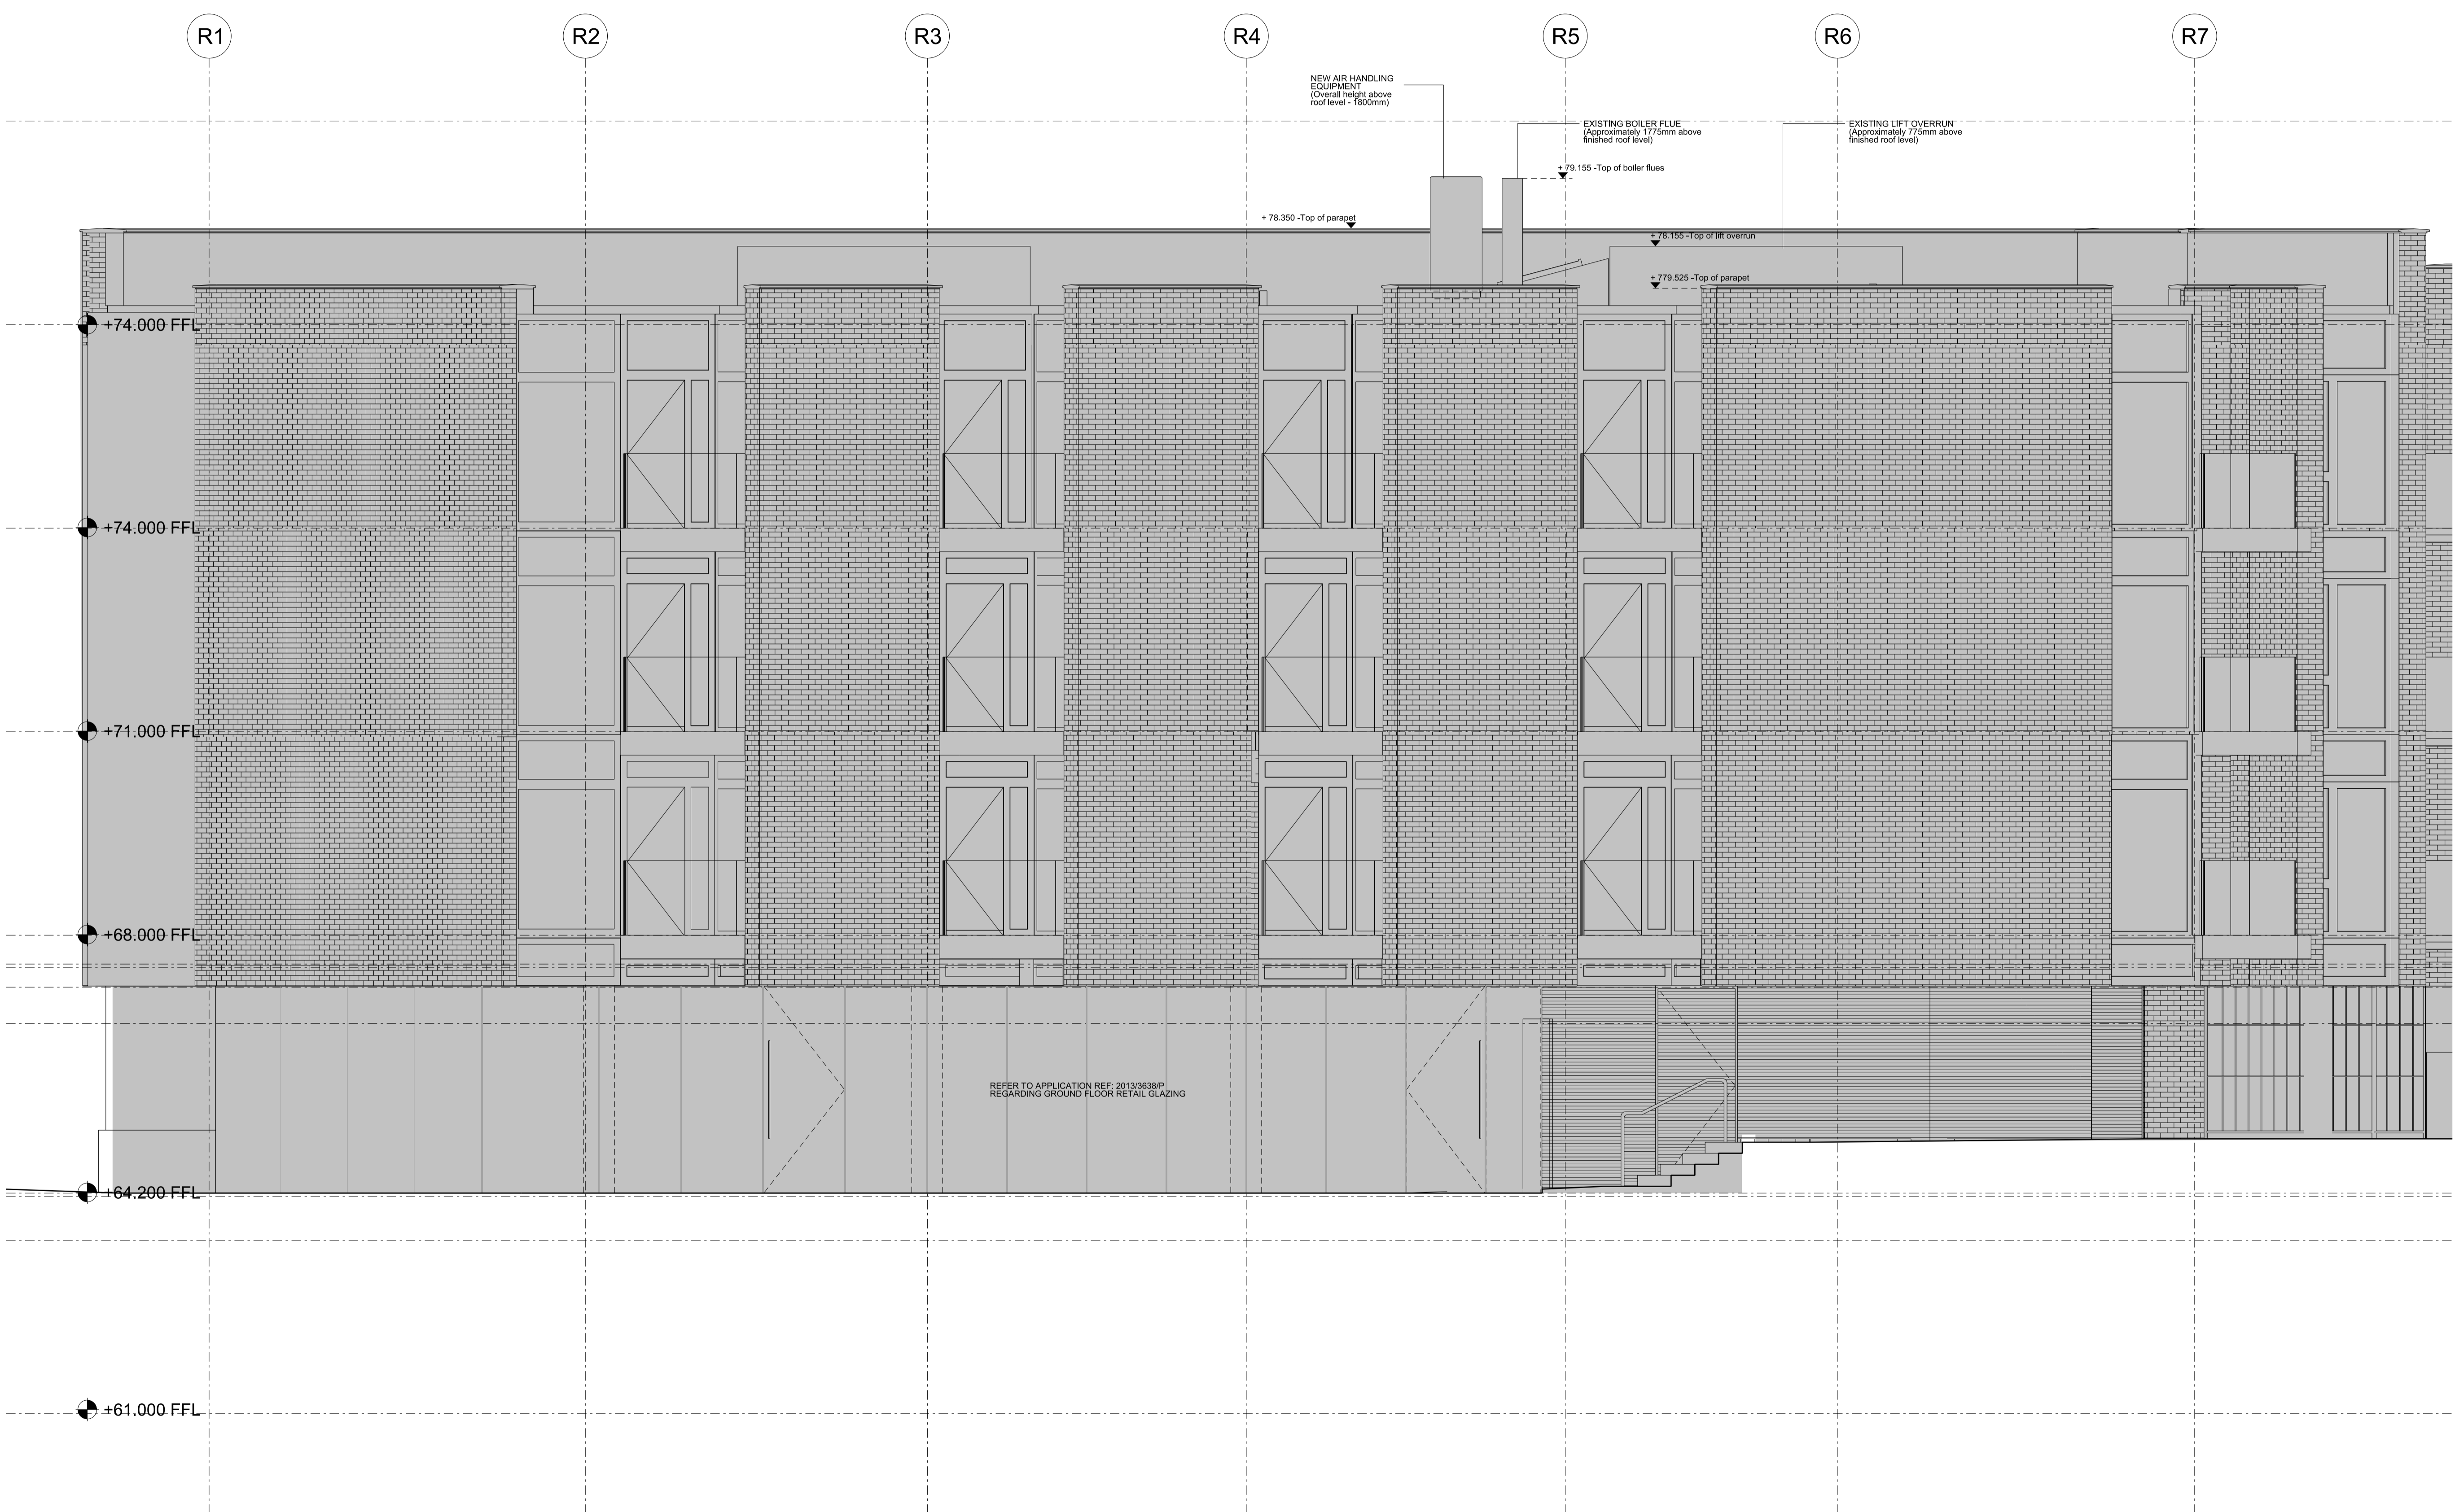 R1
R2
R3
R4
R5
R6
R7
NEW AIR HANDLING
EQUIPMENT
(Overall height above
roof level - 1800mm)
EXISTING BOILER FLUE
(Approximately 1775mm above
finished roof level)
EXISTING LIFT OVERRUN
(Approximately 775mm above
finished roof level)
+ 79.155 -Top of boiler flues
+ 78.350 -Top of parapet
+ 78.155 -Top of lift overrun
+ 779.525 -Top of parapet
+74.000 FFL
+74.000 FFL
+71.000 FFL
+68.000 FFL
REFER TO APPLICATION REF: 2013/3638/P
REGARDING GROUND FLOOR RETAIL GLAZING
+64.200 FFL
+61.000 FFL